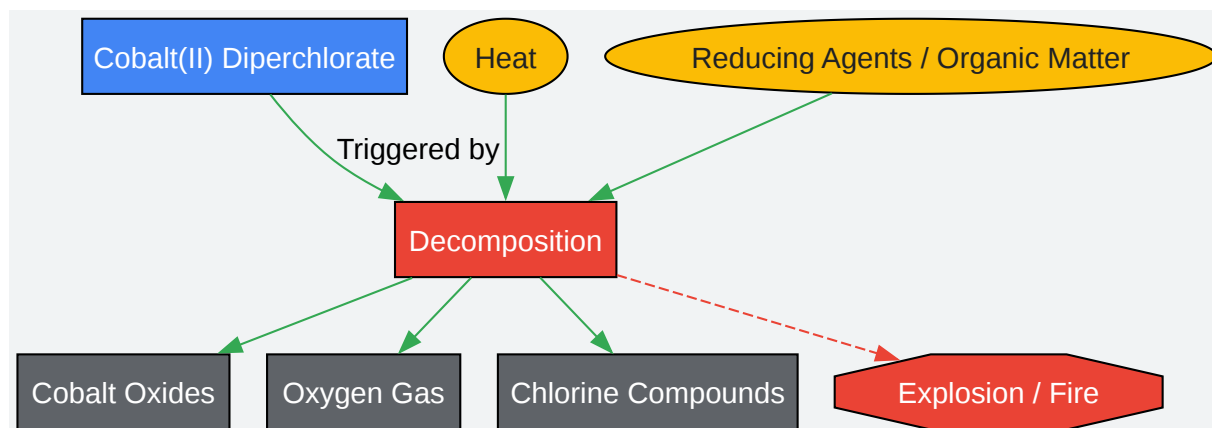 Cobalt(II) Diperchlorate
Heat
Reducing Agents / Organic Matter
Triggered by
Decomposition
Cobalt Oxides
Oxygen Gas
Chlorine Compounds
Explosion / Fire